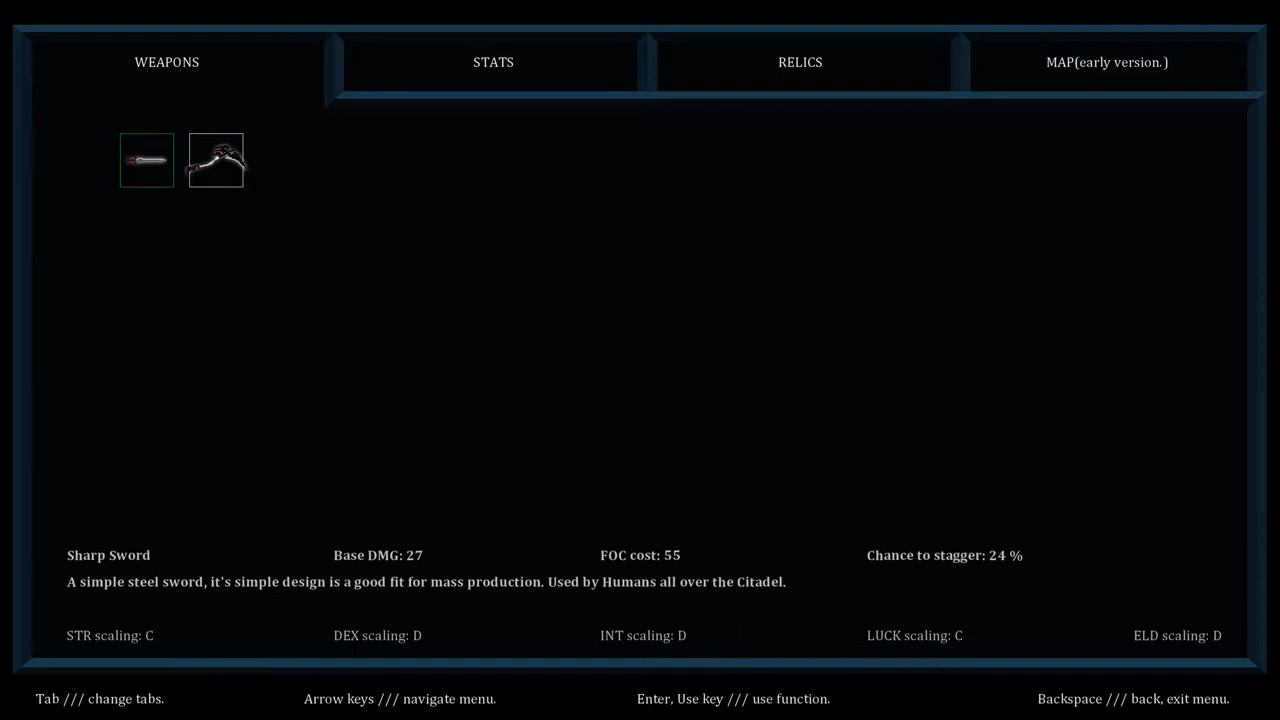 WEAPONS
STATS
RELICS
MAP(early version.)
Sharp Sword
Base DMG: 27
FOC cost: 55
Chance to stagger: 24 %
A simple steel sword, it's simple design is a good fit for mass production. Used by Humans all over the Citadel.
STR scaling: C
DEX scaling: D
INT scaling: D
LUCK scaling: C
ELD scaling: D
Tab /// change tabs.
Arrow keys /// navigate menu.
Enter, Use key /// use function.
Backspace /// back, exit menu.